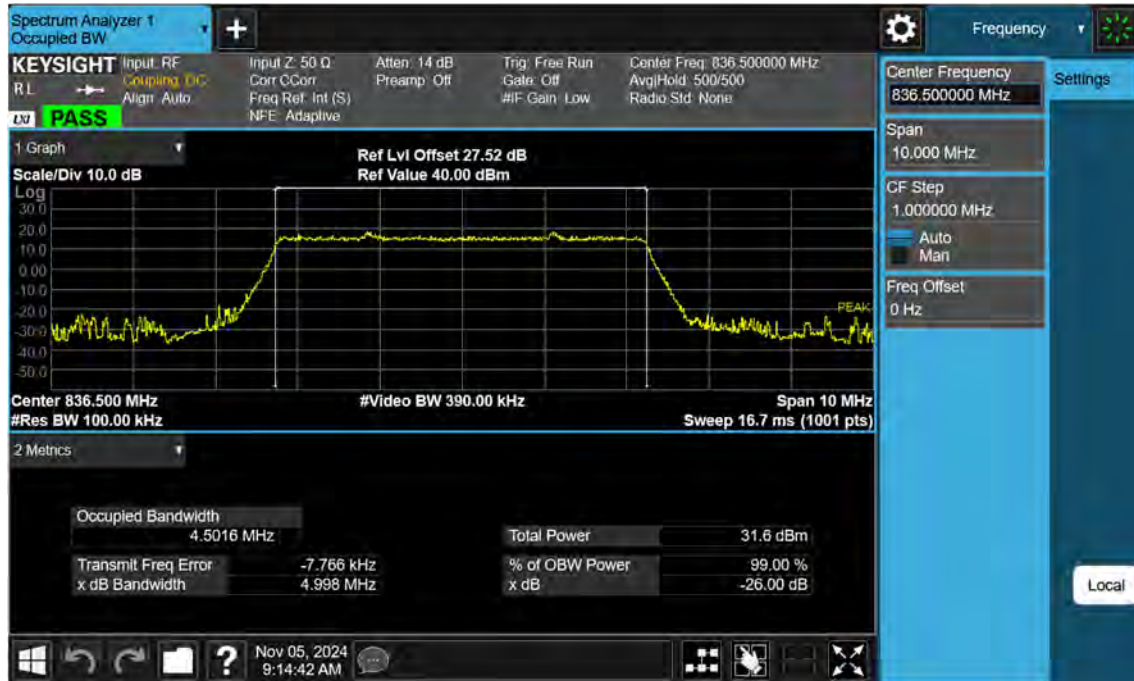 Spectrum Analyzer 1
Occupied BW
Frequency
KEYSIGHT
R L
LXI
PASS
Input: RF
Coupling: DC
Align: Auto
Input Z: 50 Ω
Corr CCorr
Freq Ref: Int (S)
NFE: Adaptive
Atten: 14 dB
Preamp: Off
Trig: Free Run
Gate: Off
#IF Gain: Low
Center Freq: 836.500000 MHz
Avg|Hold: 500/500
Radio Std: None
1 Graph
Scale/Div 10.0 dB
Ref Lvl Offset 27.52 dB
Ref Value 40.00 dBm
Log
30.0
20.0
10.0
0.00
-10.0
-20.0
-30.0
-40.0
-50.0
PEAK
Center 836.500 MHz
#Res BW 100.00 kHz
#Video BW 390.00 kHz
Span 10 MHz
Sweep 16.7 ms (1001 pts)
2 Metrics
Occupied Bandwidth
4.5016 MHz
Transmit Freq Error -7.766 kHz
x dB Bandwidth 4.998 MHz
Total Power 31.6 dBm
% of OBW Power 99.00 %
x dB -26.00 dB
Center Frequency
836.500000 MHz
Span
10.000 MHz
CF Step
1.000000 MHz
Auto
Man
Freq Offset
0 Hz
Settings
Local
?
Nov 05, 2024
9:14:42 AM